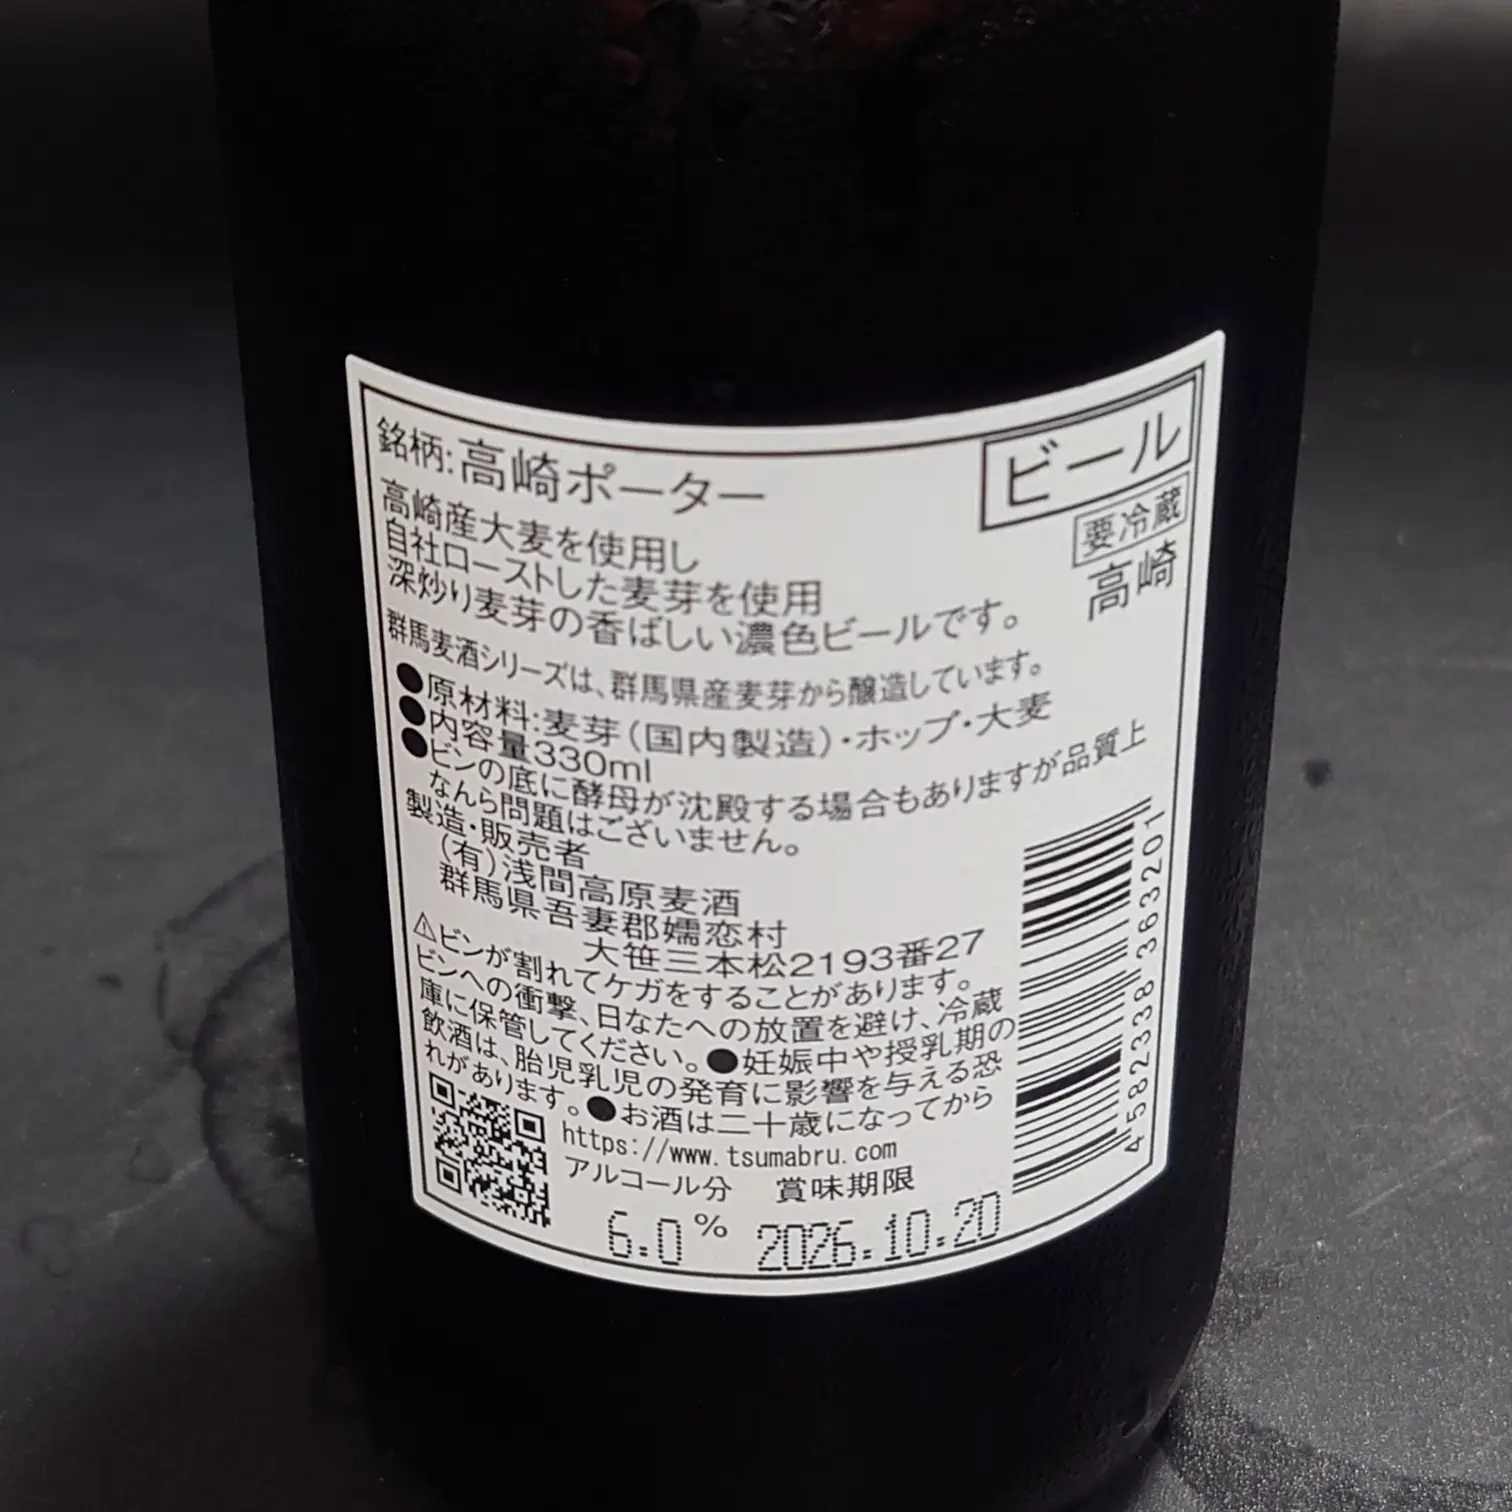 銘柄:高崎ポーター
ビール
要冷蔵
高崎
高崎産大麦を使用し
自社ローストした麦芽を使用
深炒り麦芽の香ばしい濃色ビールです。
群馬麦酒シリーズは、群馬県産麦芽から醸造しています。
●原材料:麦芽(国内製造)・ホップ・大麦
●内容量330ml
●ビンの底に酵母が沈殿する場合もありますが品質上
なんら問題はございません。
製造・販売者
(有)浅間高原麦酒
群馬県吾妻郡嬬恋村
大笹三本松2193番27
⚠ビンが割れてケガをすることがあります。
ビンへの衝撃、日なたへの放置を避け、冷蔵
庫に保管してください。●妊娠中や授乳期の
飲酒は、胎児乳児の発育に影響を与える恐
れがあります。●お酒は二十歳になってから
https://www.tsumabru.com
アルコール分 賞味期限
6.0% 2026.10.20
4582338363201